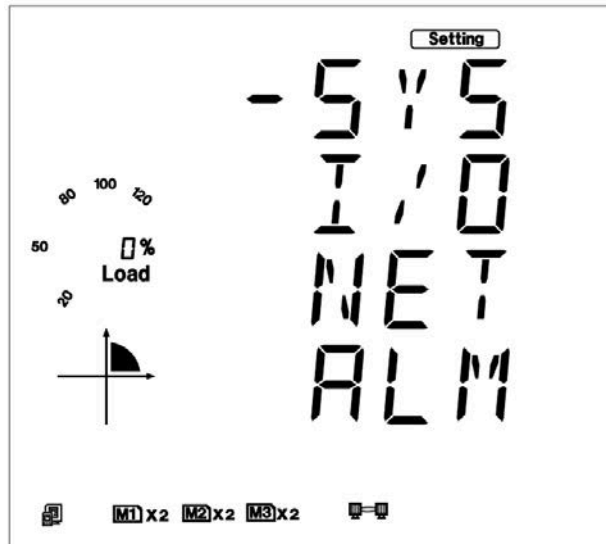 Setting
- SYS
I/O
NET
ALM
100
80
120
50
0%
Load
20
M1 X2 M2 X2 M3 X2